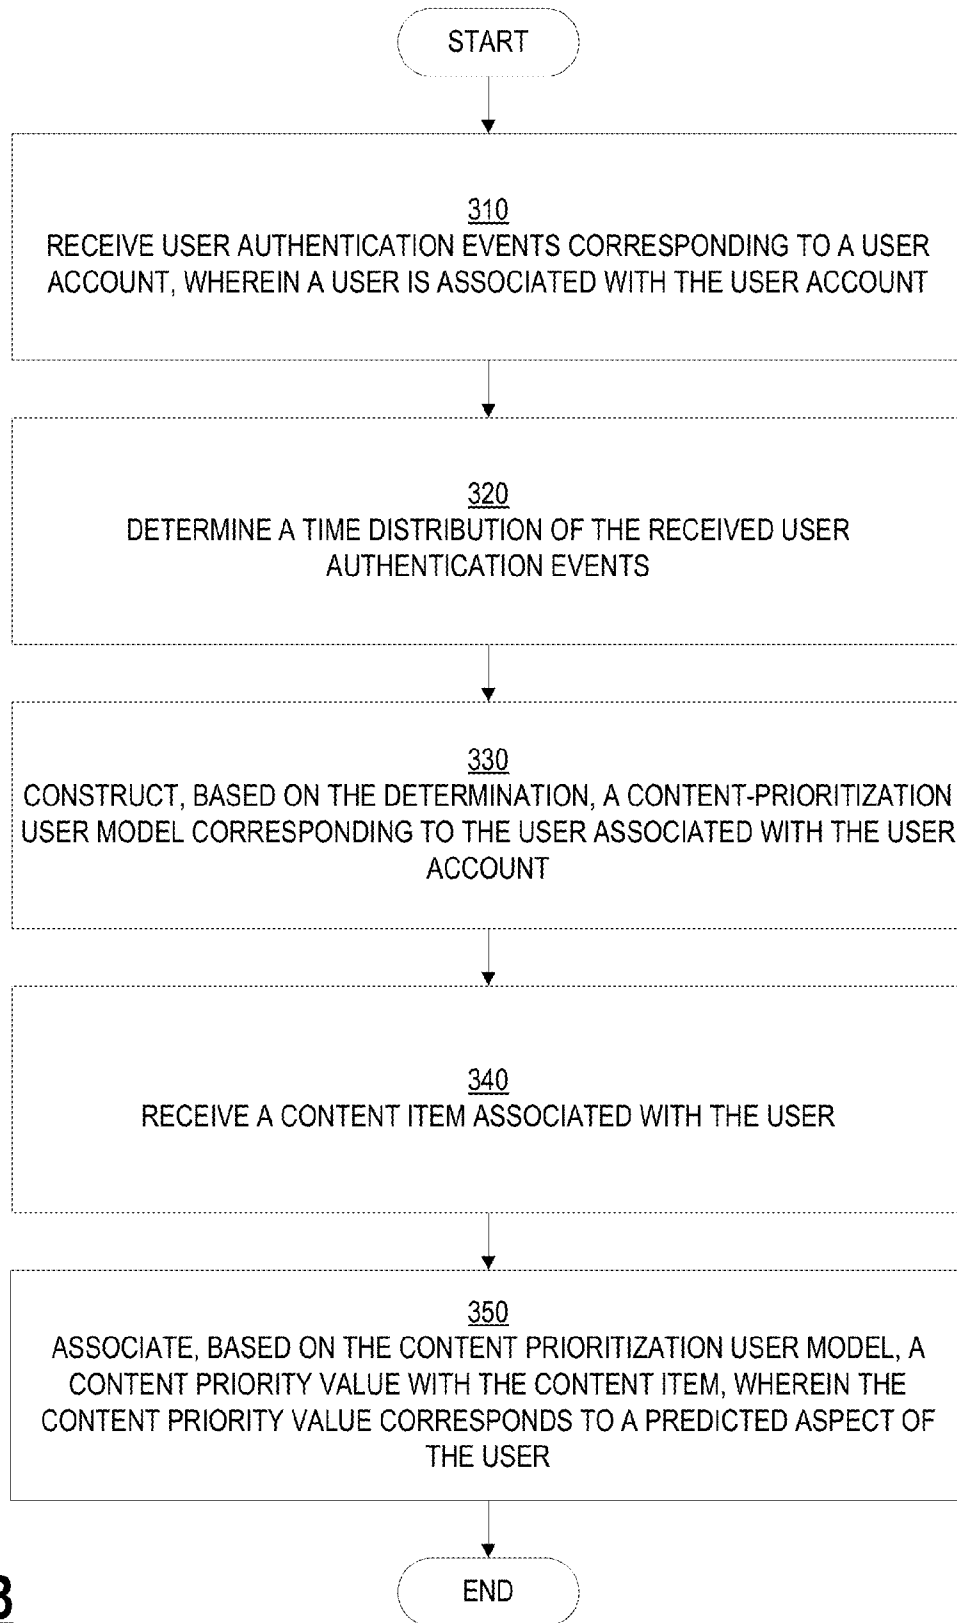 START
310
RECEIVE USER AUTHENTICATION EVENTS CORRESPONDING TO A USER
ACCOUNT, WHEREIN A USER IS ASSOCIATED WITH THE USER ACCOUNT
320
DETERMINE A TIME DISTRIBUTION OF THE RECEIVED USER
AUTHENTICATION EVENTS
330
CONSTRUCT, BASED ON THE DETERMINATION, A CONTENT-PRIORITIZATION
USER MODEL CORRESPONDING TO THE USER ASSOCIATED WITH THE USER
ACCOUNT
340
RECEIVE A CONTENT ITEM ASSOCIATED WITH THE USER
350
ASSOCIATE, BASED ON THE CONTENT PRIORITIZATION USER MODEL, A
CONTENT PRIORITY VALUE WITH THE CONTENT ITEM, WHEREIN THE
CONTENT PRIORITY VALUE CORRESPONDS TO A PREDICTED ASPECT OF
THE USER
END
3